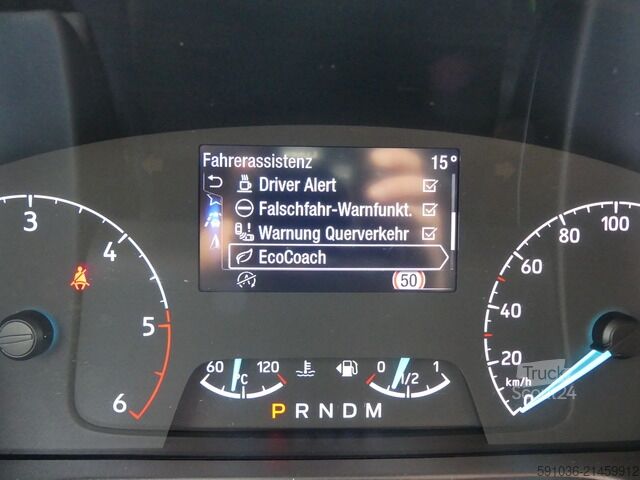 Fahrerassistenz 15°
Driver Alert
Falschfahr-Warnfunkt.
Warnung Querverkehr
EcoCoach
50
3
4
5
6
100
80
60
40
20
0
km/h
60 120
°C
0 1/2 1
P R N D M
Truck
Scout24
591036-21459912